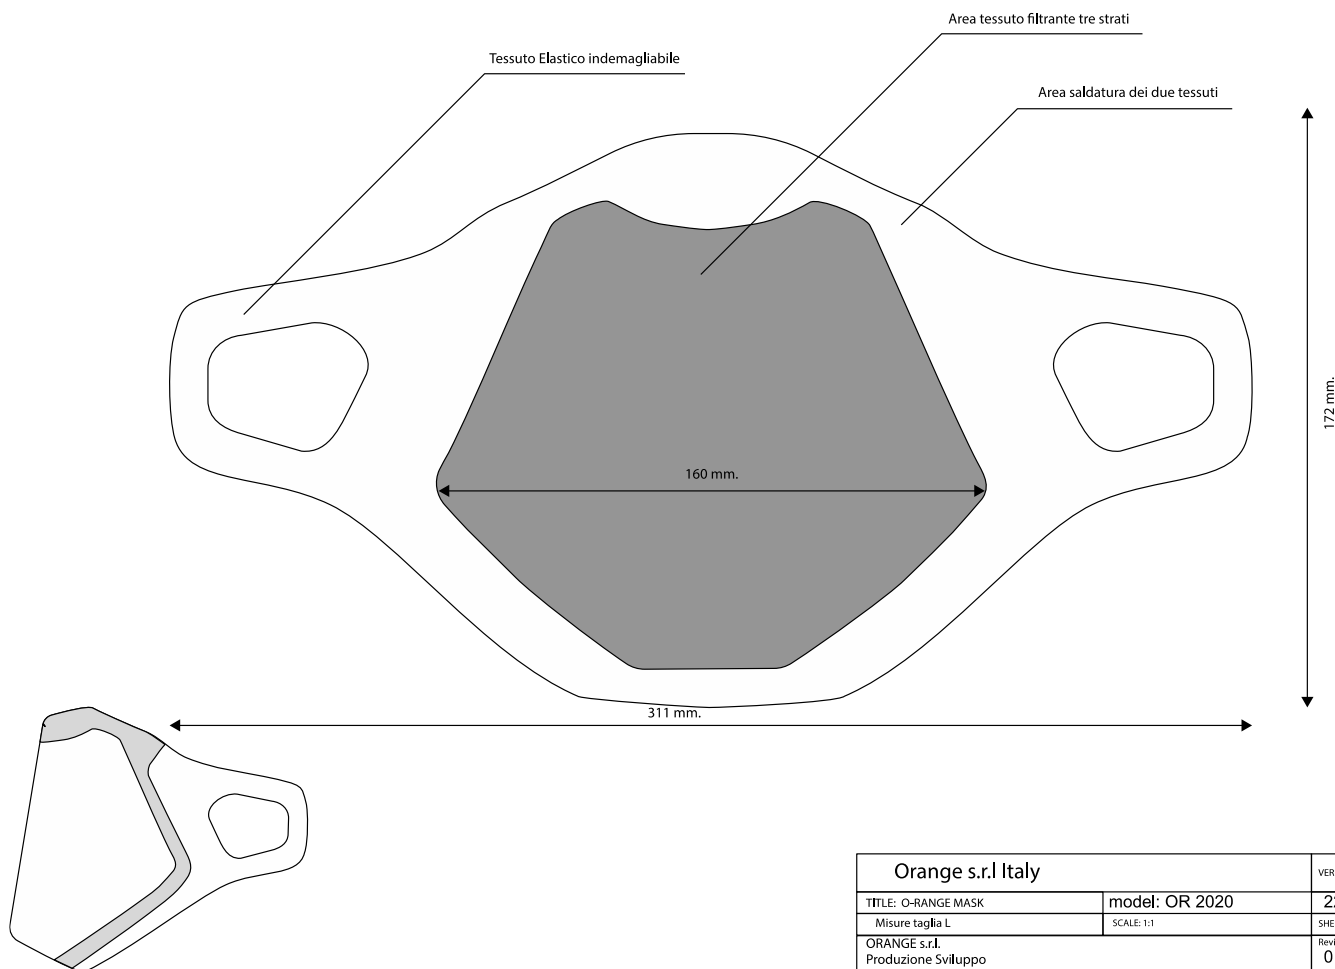 Area tessuto filtrante tre strati
Tessuto Elastico indemagliabile
Area saldatura dei due tessuti
172 mm.
160 mm.
311 mm.
Orange s.r.l Italy
TITLE: O-RANGE MASK
model: OR 2020
Misure taglia L
SCALE: 1:1
ORANGE s.r.l.
Produzione Sviluppo
0